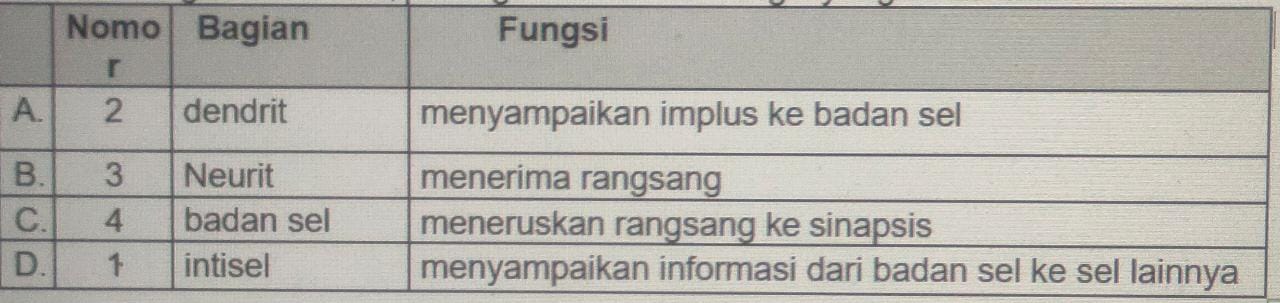 Nomo Bagian Fungsi
r
A. 2 dendrit menyampaikan implus ke badan sel
B. 3 Neurit menerima rangsang
C. 4 badan sel meneruskan rangsang ke sinapsis
D. 1 intisel menyampaikan informasi dari badan sel ke sel lainnya